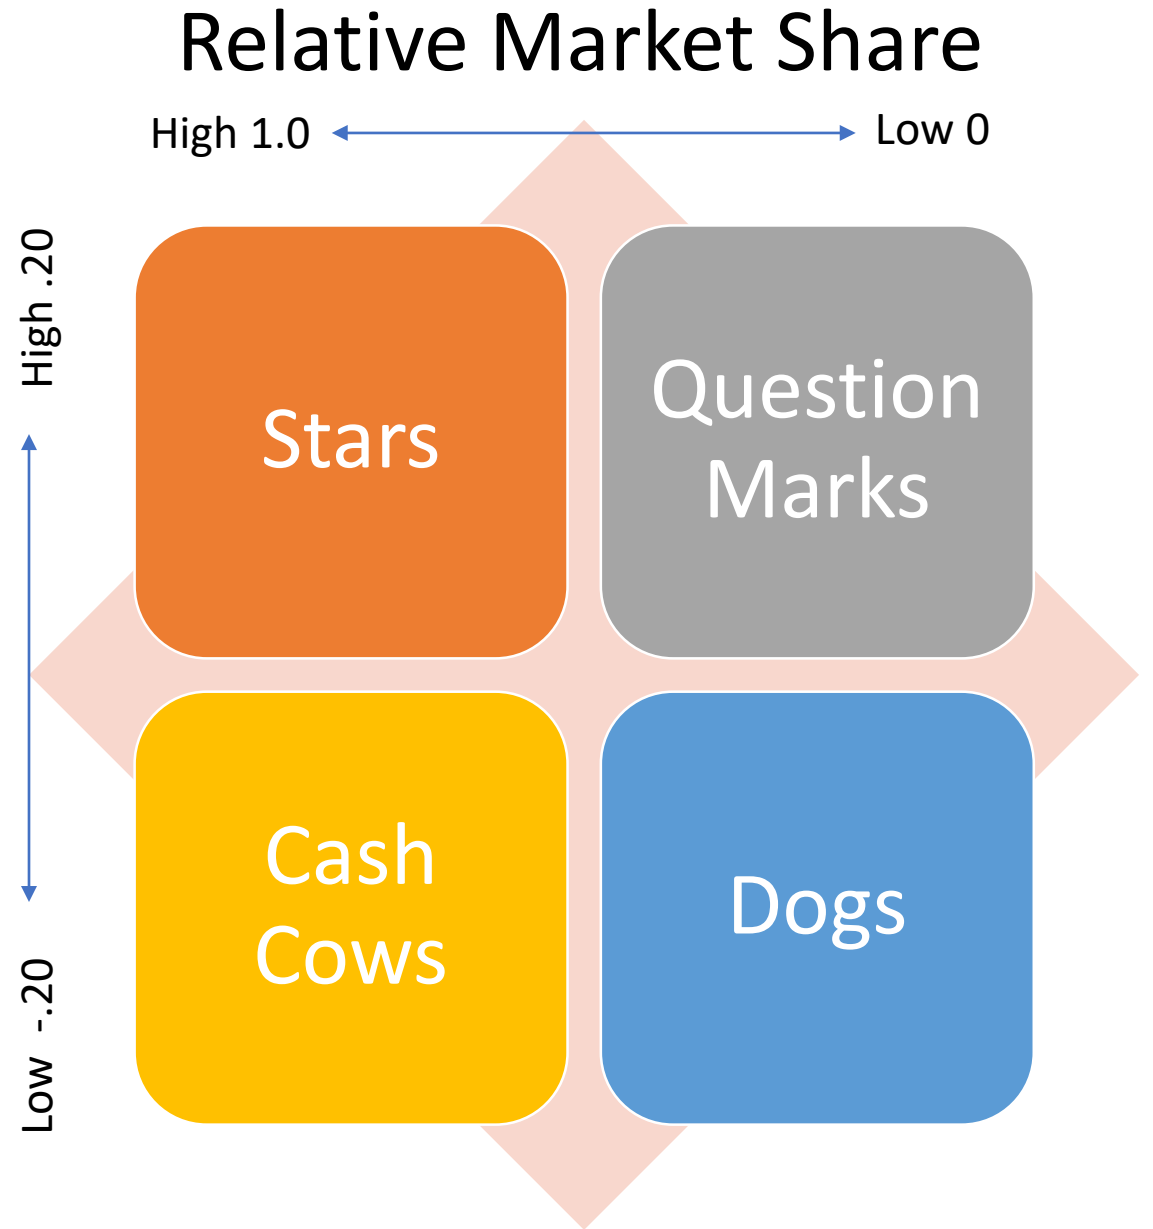 Relative Market Share
High 1.0
Low 0
High .20
Low -.20
Stars
Question
Marks
Cash
Cows
Dogs